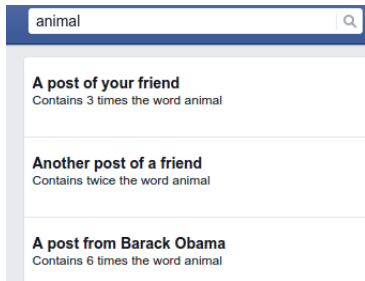 animal
A post of your friend
Contains 3 times the word animal
Another post of a friend
Contains twice the word animal
A post from Barack Obama
Contains 6 times the word animal